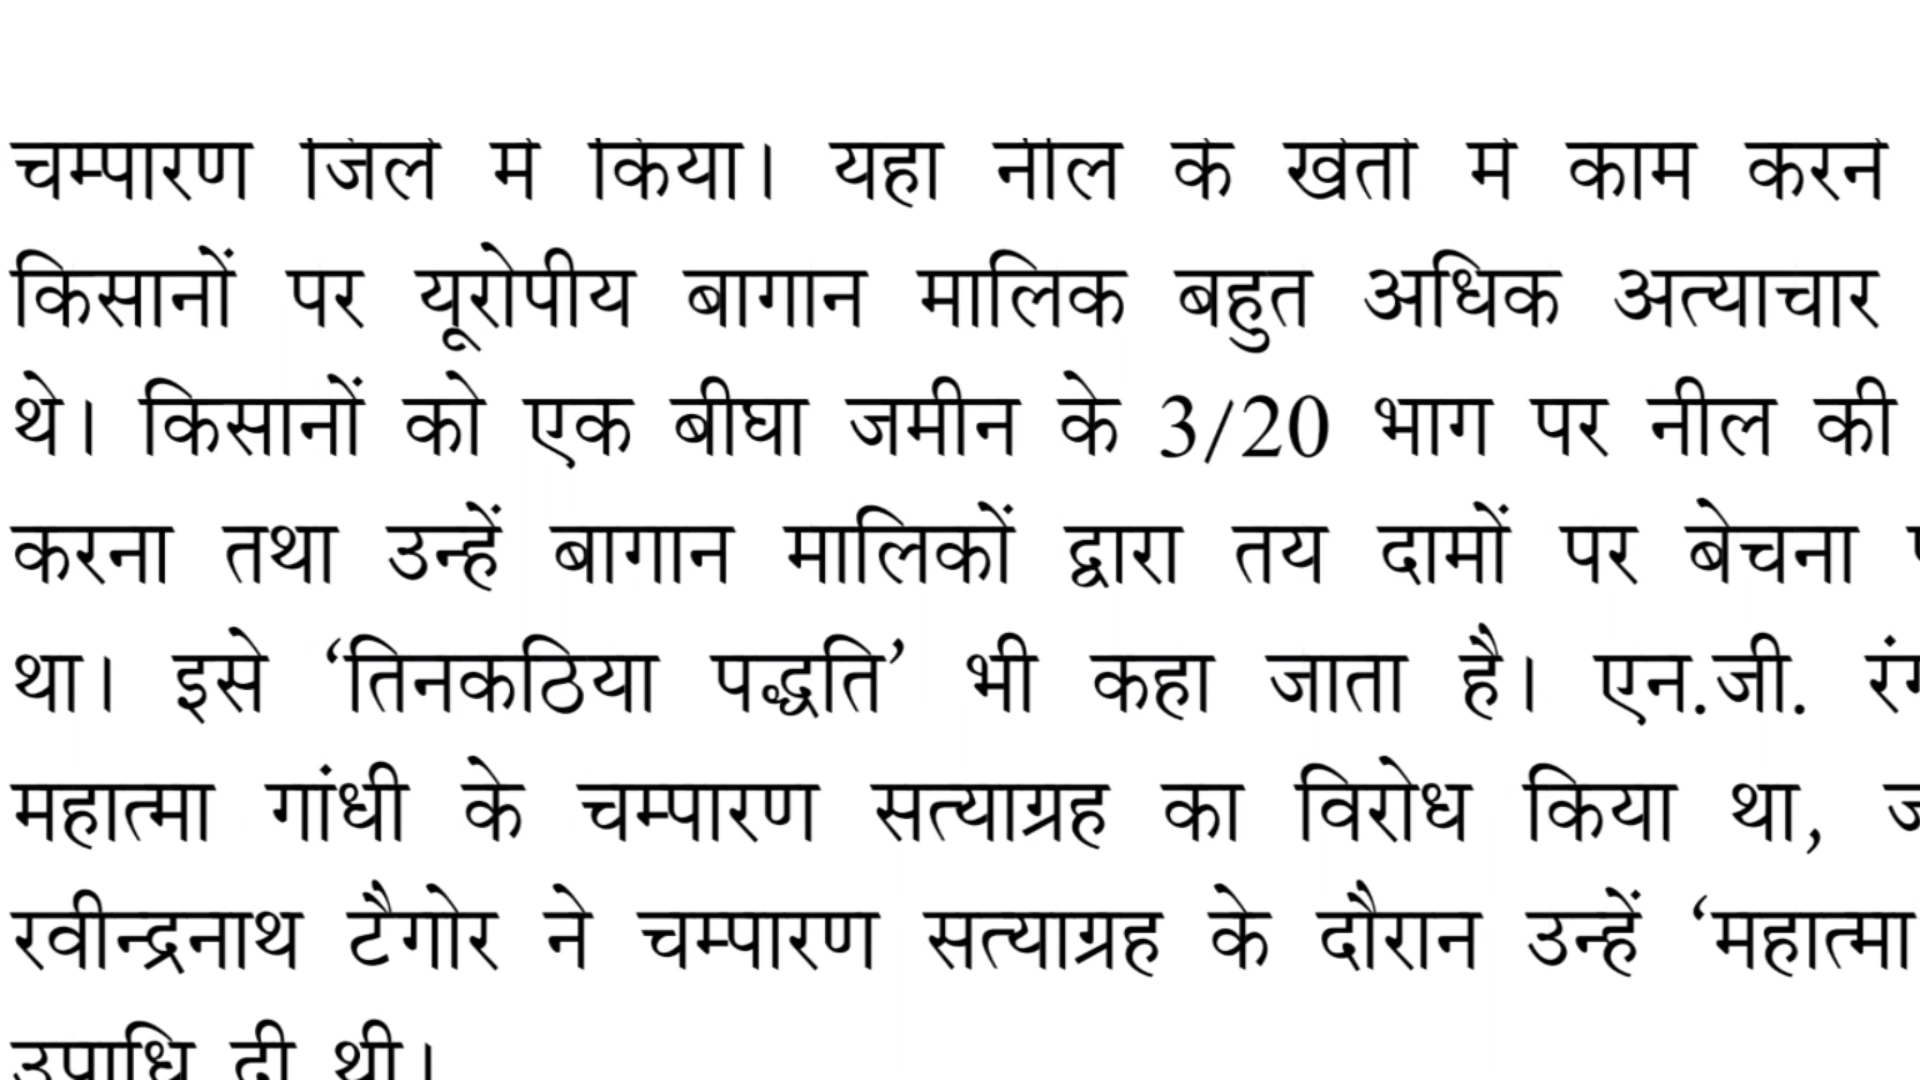 चम्पारण जिले में किया। यहाँ नील के खेतों में काम करने
किसानों पर यूरोपीय बागान मालिक बहुत अधिक अत्याचार
थे। किसानों को एक बीघा जमीन के 3/20 भाग पर नील की
करना तथा उन्हें बागान मालिकों द्वारा तय दामों पर बेचना
था। इसे ‘तिनकठिया पद्धति’ भी कहा जाता है। एन.जी.
महात्मा गांधी के चम्पारण सत्याग्रह का विरोध किया था,
रवीन्द्रनाथ टैगोर ने चम्पारण सत्याग्रह के दौरान उन्हें ‘महात्मा
उपाधि दी थी।